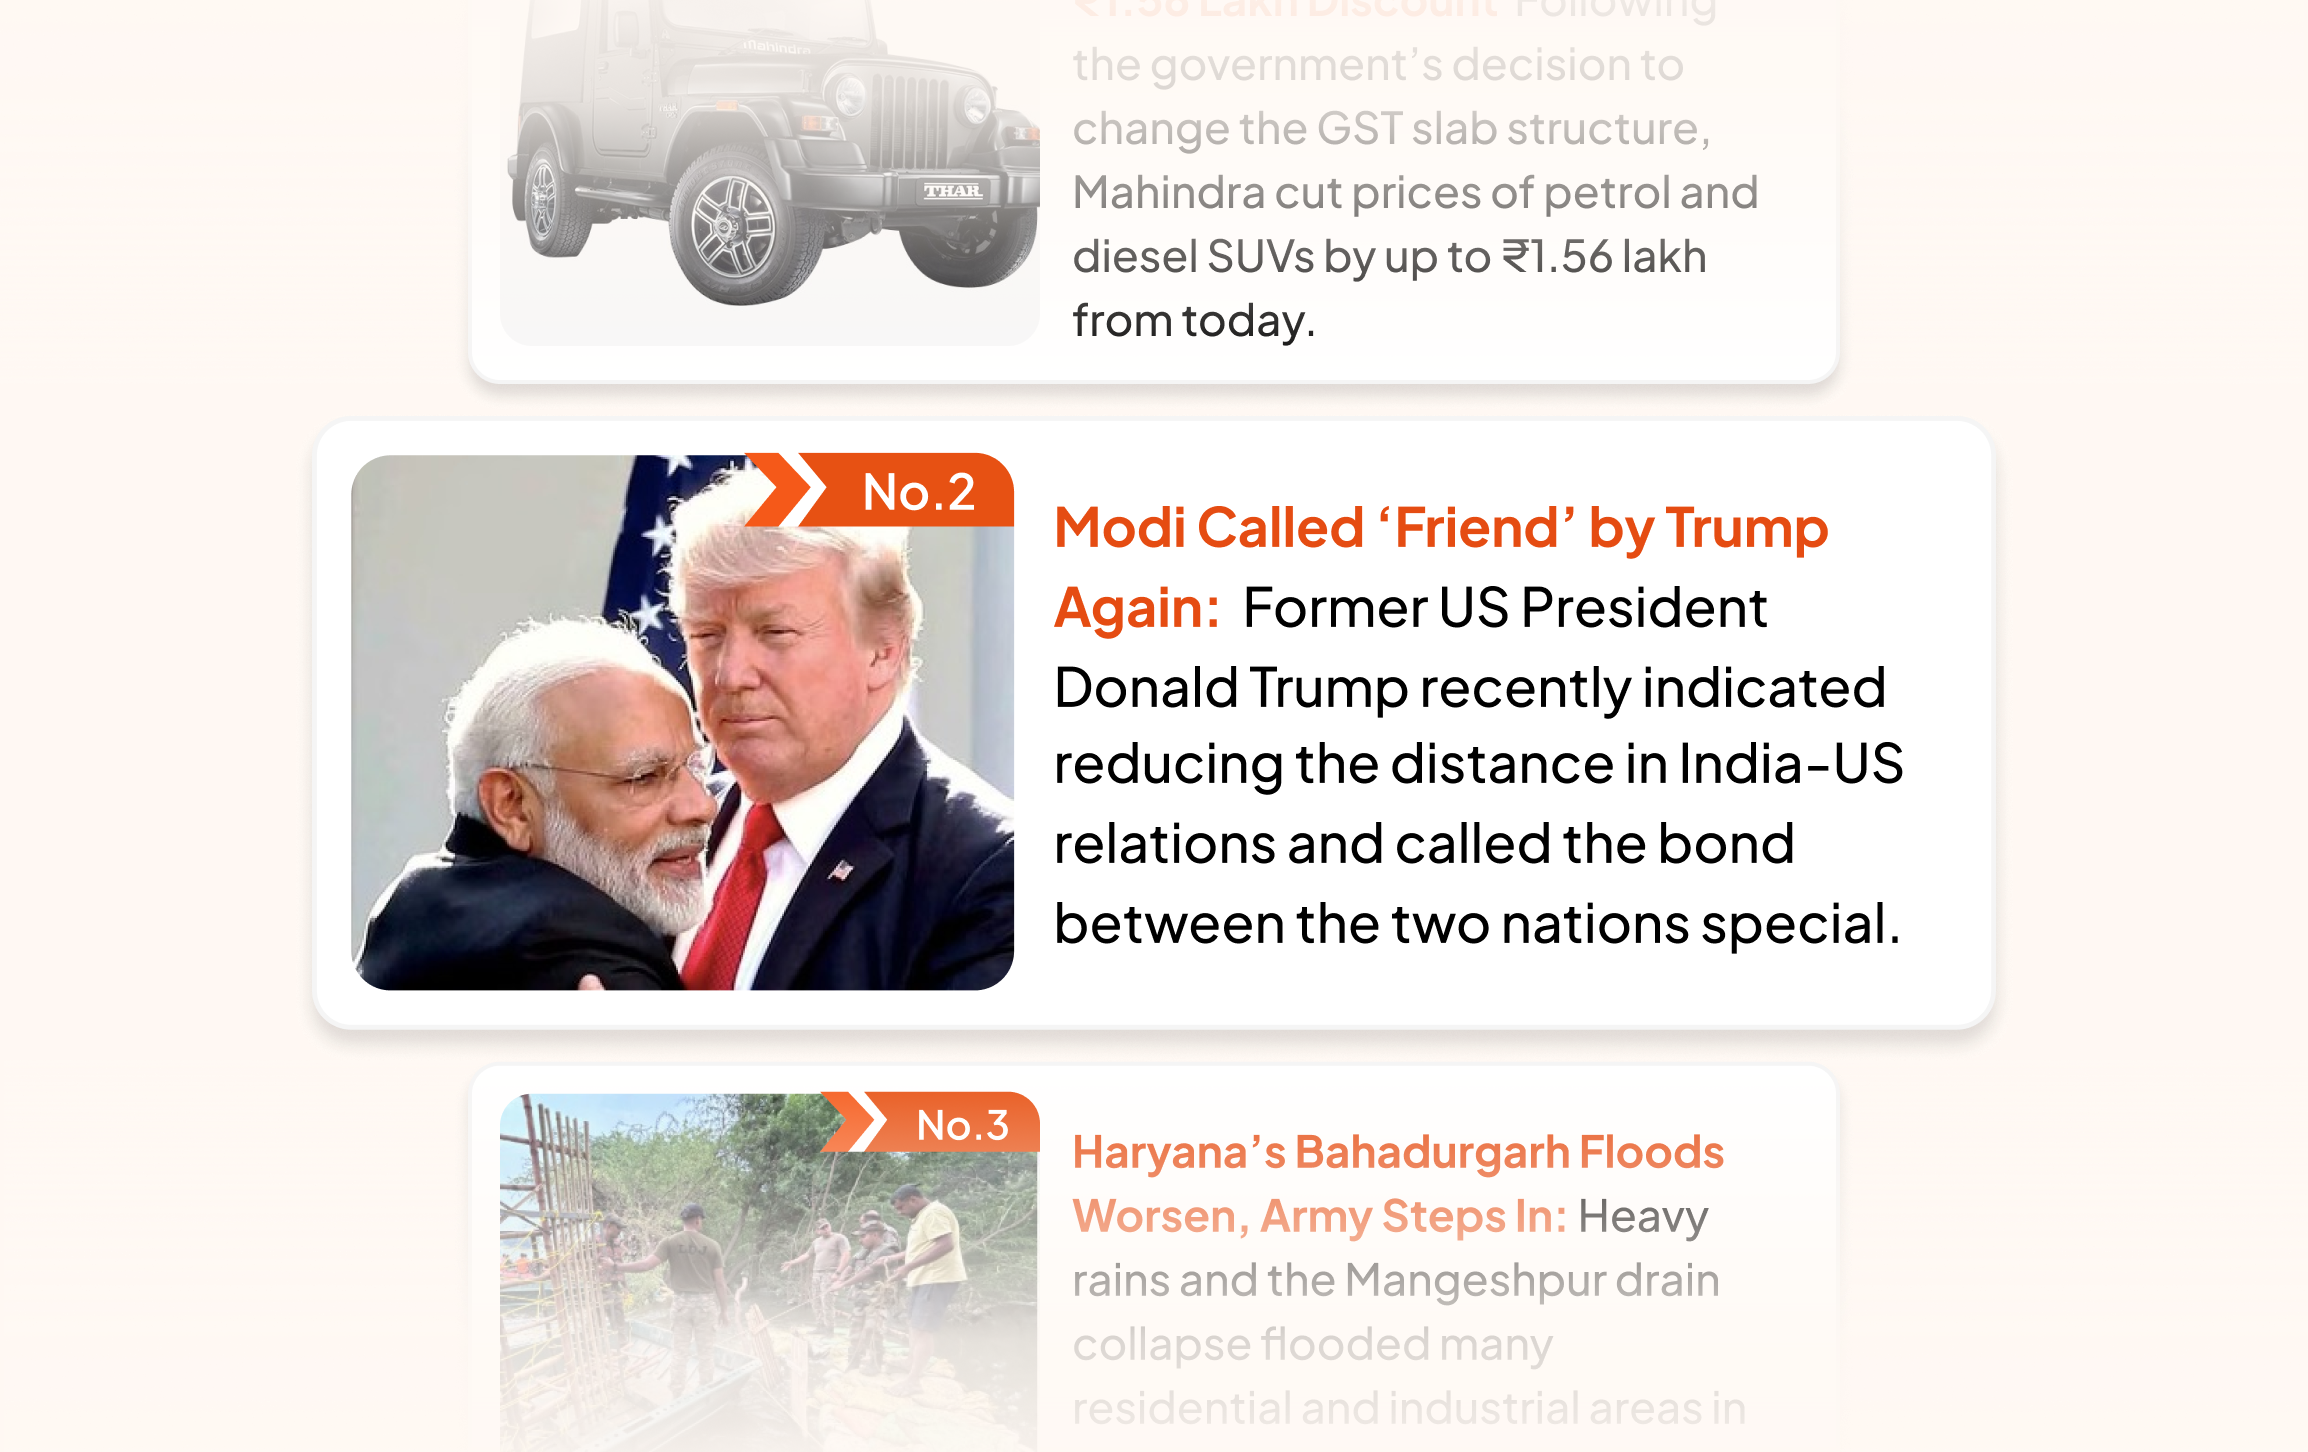 ₹1.56 Lakh Discount Following
the government’s decision to
change the GST slab structure,
Mahindra cut prices of petrol and
diesel SUVs by up to ₹1.56 lakh
from today.
Mahindra
THAR
No.2
Modi Called ‘Friend’ by Trump
Again: Former US President
Donald Trump recently indicated
reducing the distance in India-US
relations and called the bond
between the two nations special.
No.3
Haryana’s Bahadurgarh Floods
Worsen, Army Steps In: Heavy
rains and the Mangeshpur drain
collapse flooded many
residential and industrial areas in